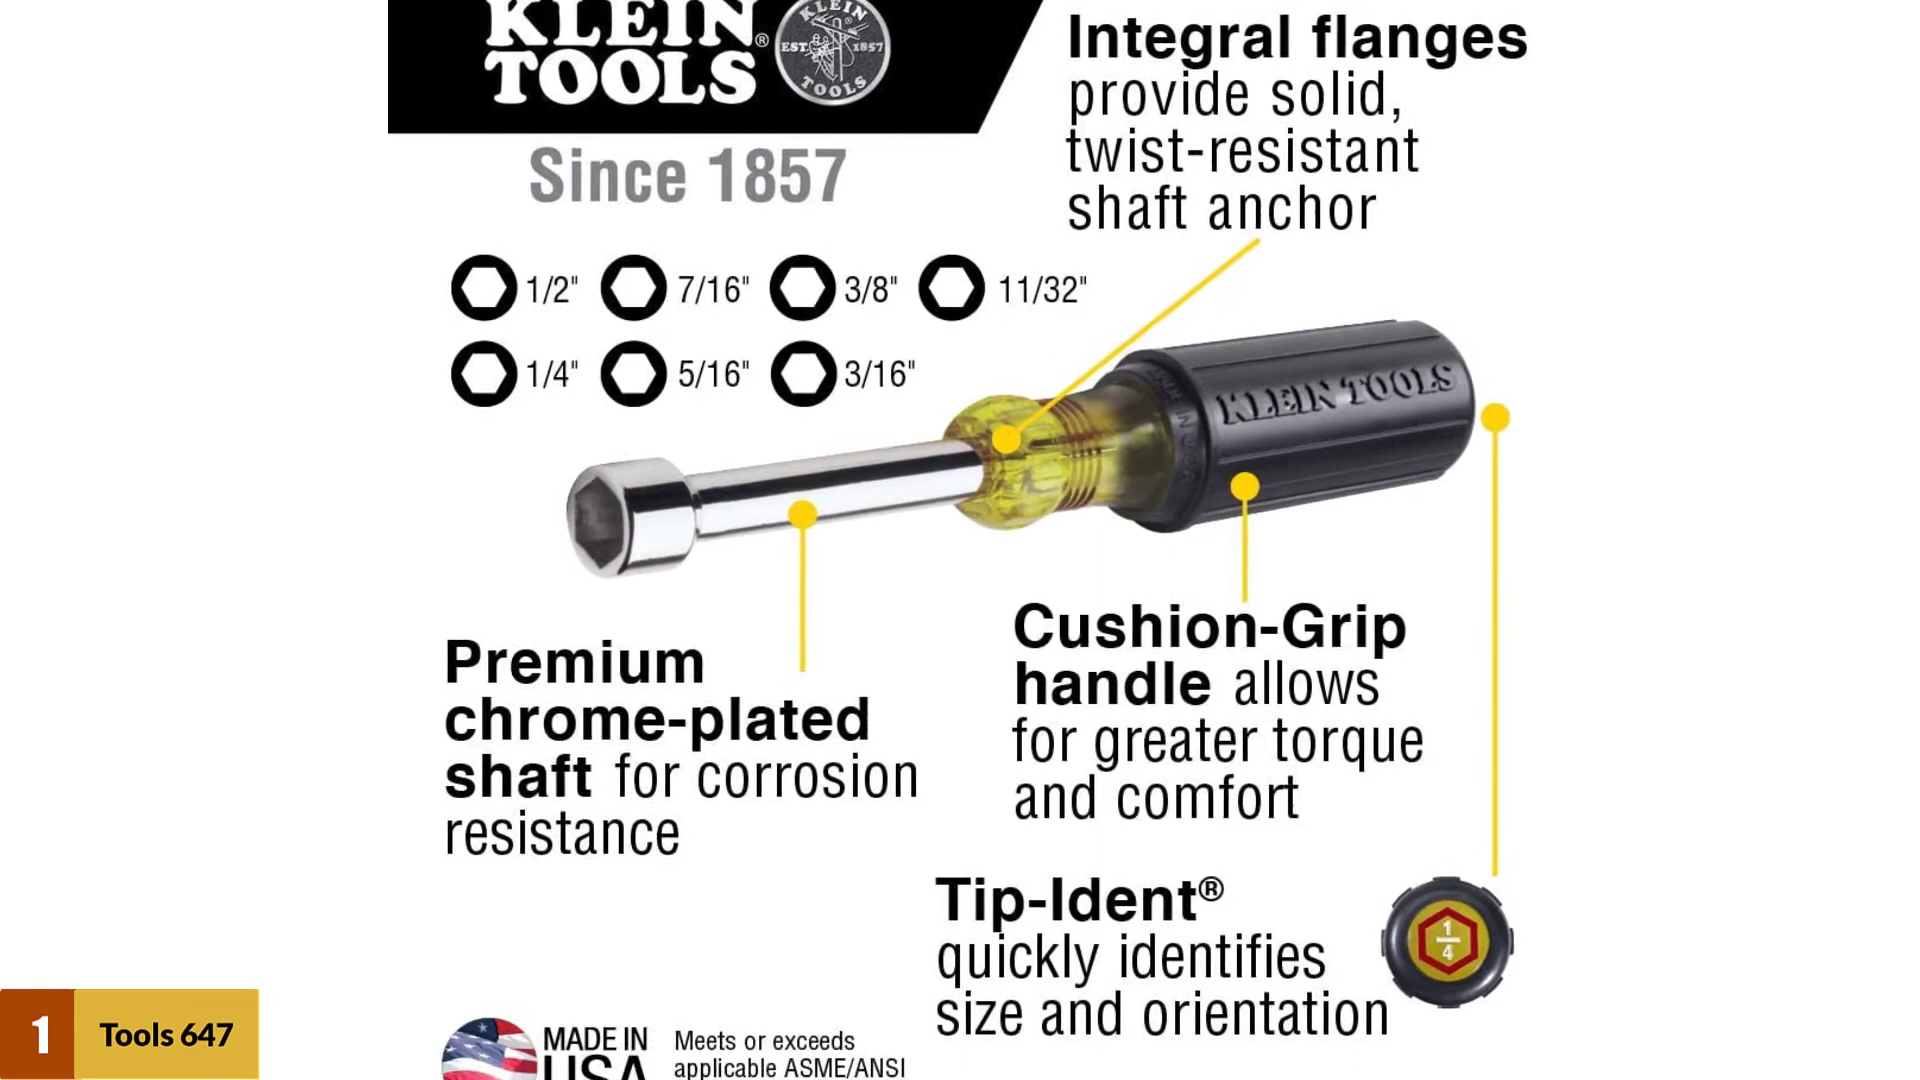 KLEIN
TOOLS®
KLEIN
EST. 1857
TOOLS
Since 1857
Integral flanges
provide solid,
twist-resistant
shaft anchor
1/2" 7/16" 3/8" 11/32"
1/4" 5/16" 3/16"
KLEIN TOOLS
Premium
chrome-plated
shaft for corrosion
resistance
Cushion-Grip
handle allows
for greater torque
and comfort
Tip-Ident®
quickly identifies
size and orientation
1/4
MADE IN
USA
Meets or exceeds
applicable ASME/ANSI
1 Tools 647